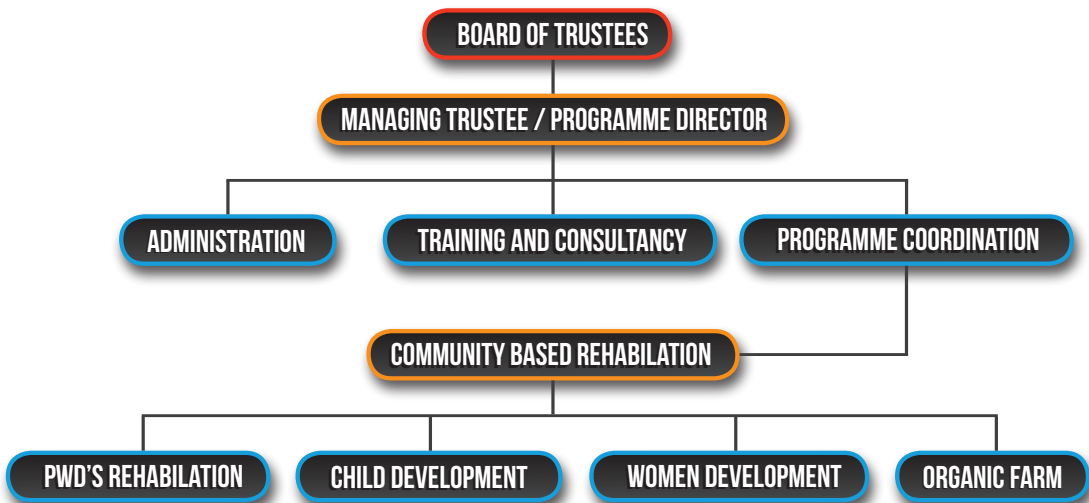 BOARD OF TRUSTEES
MANAGING TRUSTEE / PROGRAMME DIRECTOR
ADMINISTRATION
TRAINING AND CONSULTANCY
PROGRAMME COORDINATION
COMMUNITY BASED REHABILATION
PWD'S REHABILATION
CHILD DEVELOPMENT
WOMEN DEVELOPMENT
ORGANIC FARM